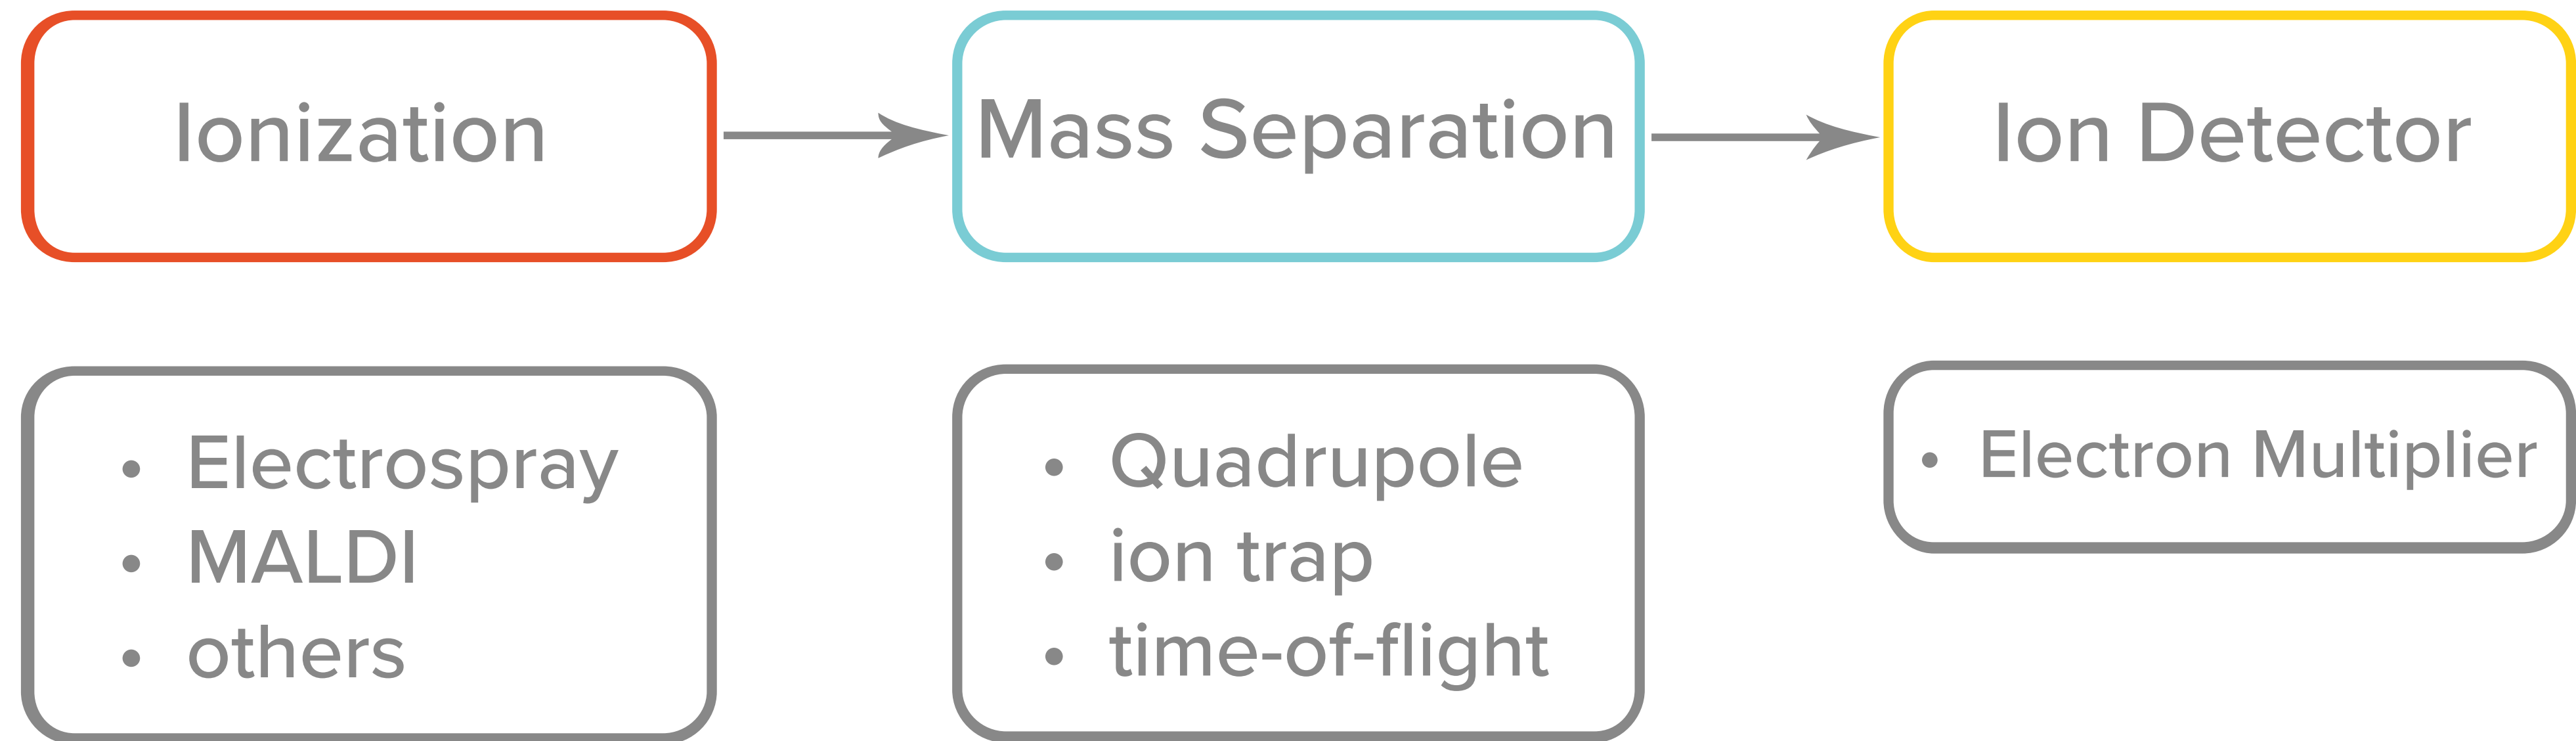 Ionization
Mass Separation
Ion Detector
• Electrospray
• MALDI
• others
• Quadrupole
• ion trap
• time-of-flight
• Electron Multiplier